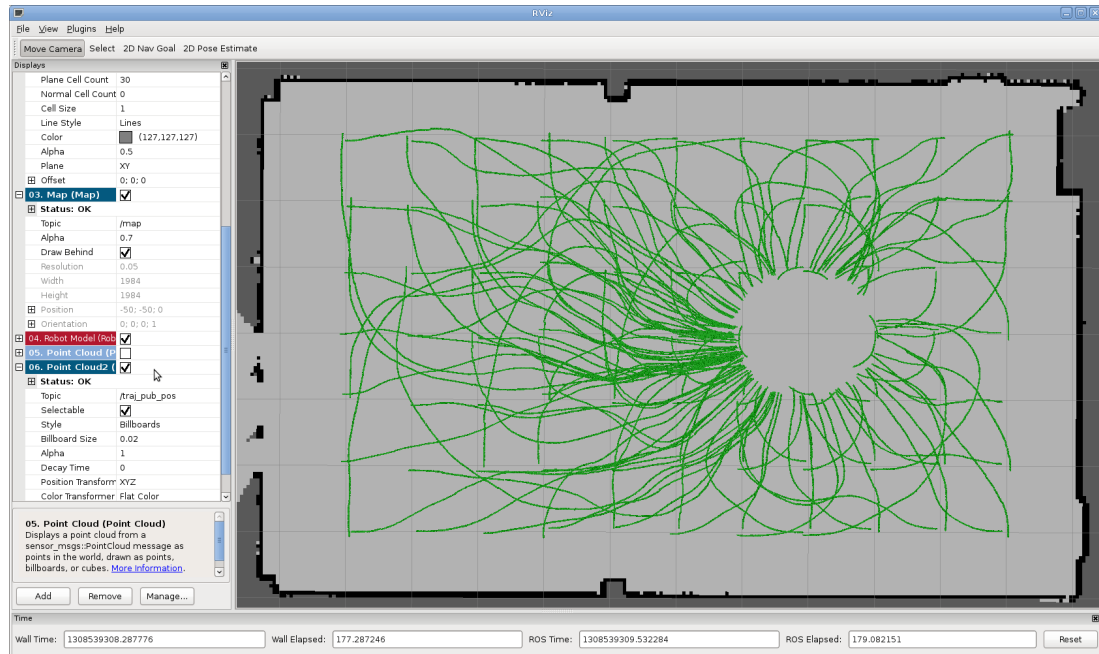 RViz
File View Plugins Help
Move Camera Select 2D Nav Goal 2D Pose Estimate
Displays
Plane Cell Count 30
Normal Cell Count 0
Cell Size 1
Line Style Lines
Color (127,127,127)
Alpha 0.5
Plane XY
Offset 0; 0; 0
03. Map (Map)
Status: OK
Topic /map
Alpha 0.7
Draw Behind
Resolution 0.05
Width 1984
Height 1984
Position -50; -50; 0
Orientation 0; 0; 0; 1
04. Robot Model (Rob
05. Point Cloud (P
06. Point Cloud2 (
Status: OK
Topic /traj_pub_pos
Selectable
Style Billboards
Billboard Size 0.02
Alpha 1
Decay Time 0
Position Transform XYZ
Color Transformer Flat Color
05. Point Cloud (Point Cloud)
Displays a point cloud from a
sensor_msgs::PointCloud message as
points in the world, drawn as points,
billboards, or cubes. More Information.
Add Remove Manage...
Time
Wall Time: 1308539308.287776 Wall Elapsed: 177.287246 ROS Time: 1308539309.532284 ROS Elapsed: 179.082151 Reset